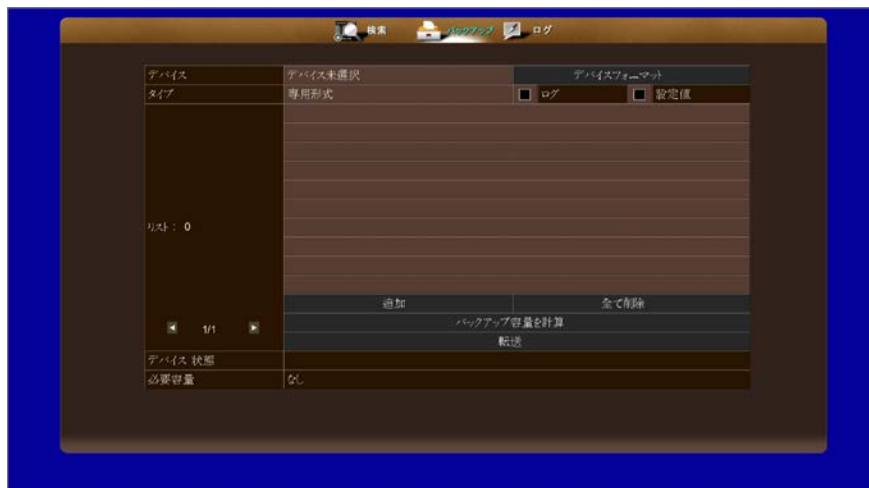 検索 バックアップ ログ
デバイス デバイス未選択 デバイスフォーマット
タイプ 専用形式 ログ 設定値
リスト： 0
追加 全て削除
1/1 バックアップ容量を計算
転送
デバイス 状態
必要容量 なし